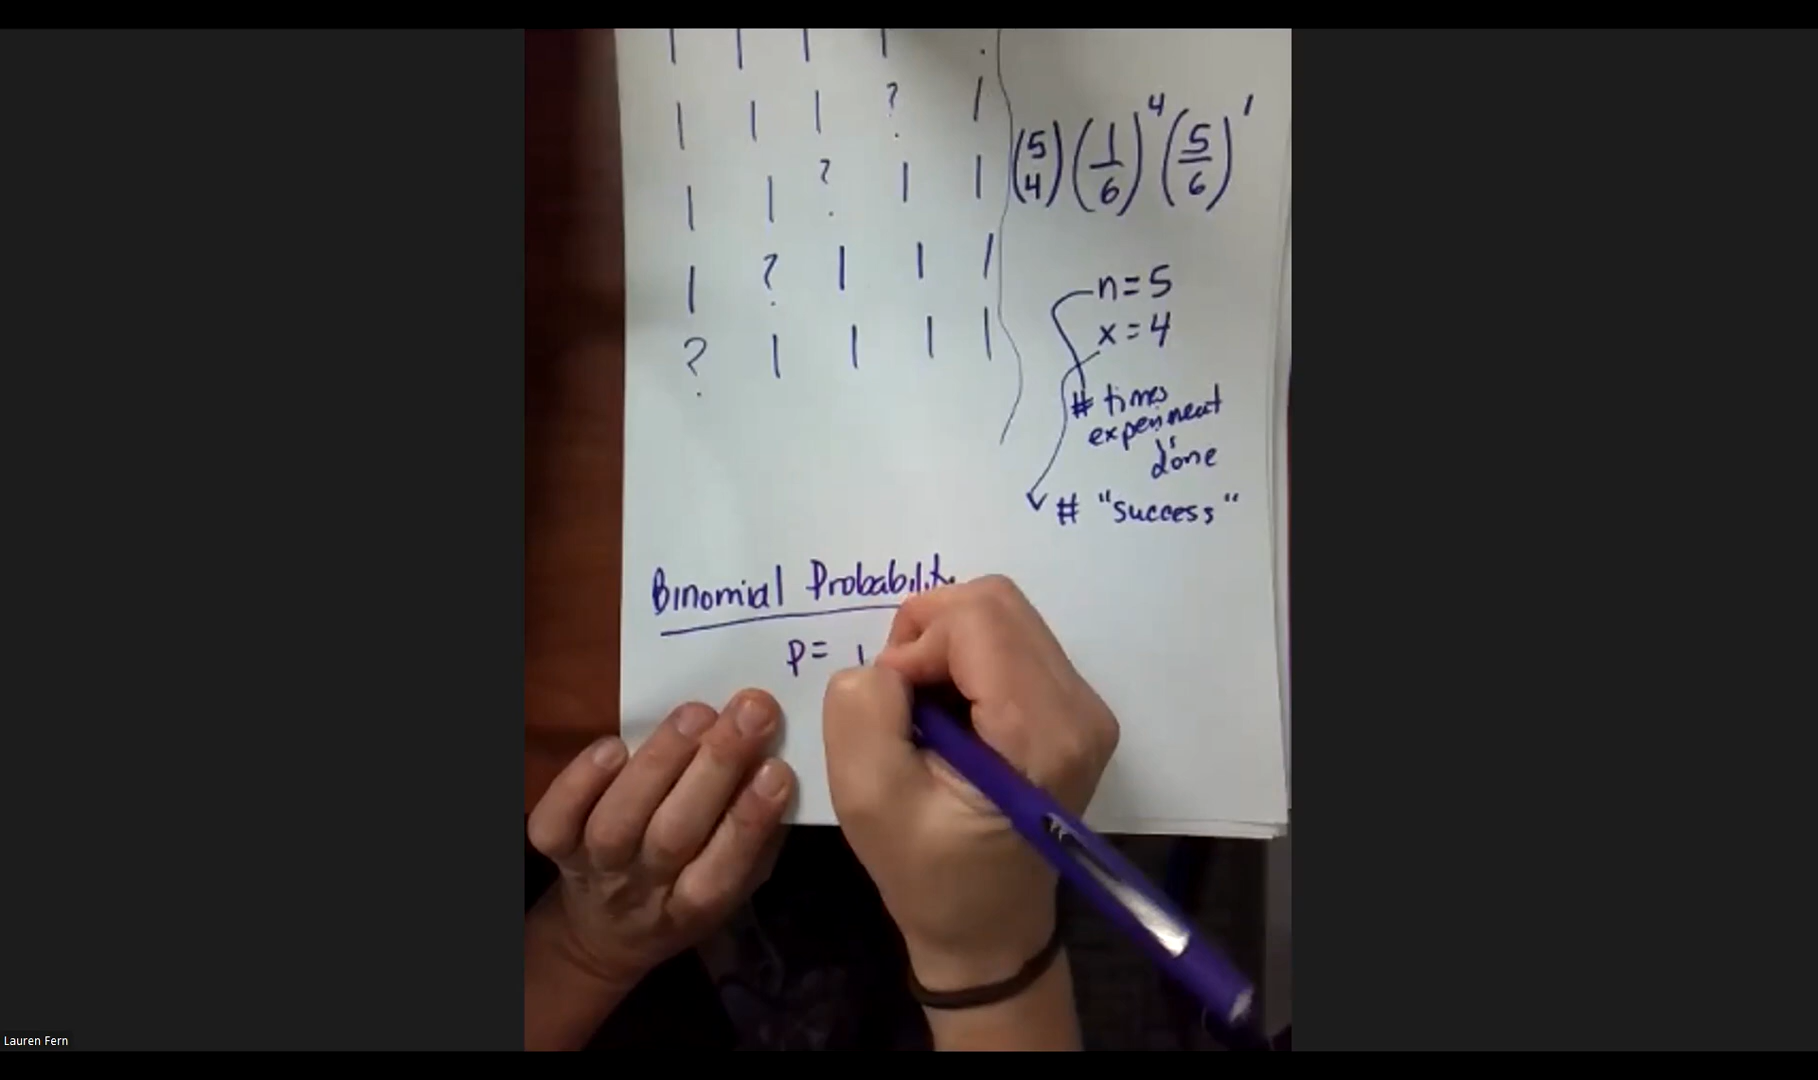 | | | | .
| | | ? |
| | ? | |
| ? | | |
? | | | |
(5 4) (1/6)^4 (5/6)^1
n=5
x=4
# times
experiment
done
# "success"
Binomial Probability
p=
Lauren Fern